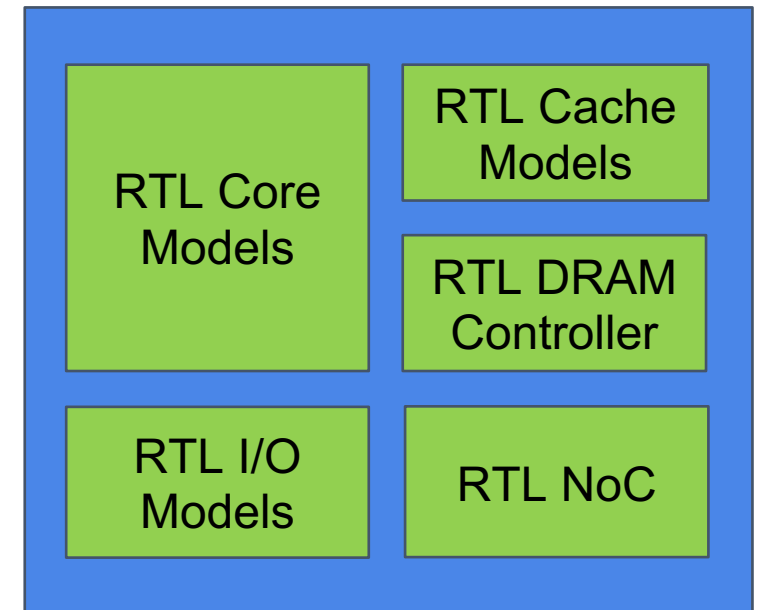 RTL Core
Models
RTL Cache
Models
RTL DRAM
Controller
RTL I/O
Models
RTL NoC